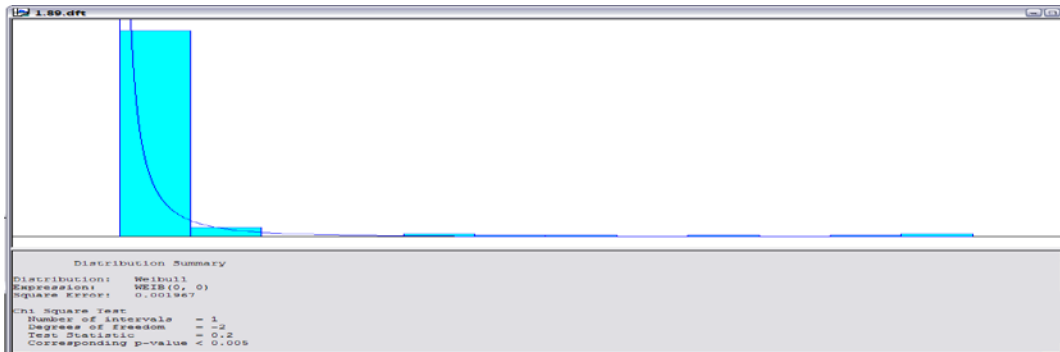 1.89.dft
Distribution Summary
Distribution: Weibull
Expression: WEIB(0, 0)
Square Error: 0.001967
Chi Square Test
Number of intervals = 1
Degrees of freedom = -2
Test Statistic = 0.2
Corresponding p-value < 0.005